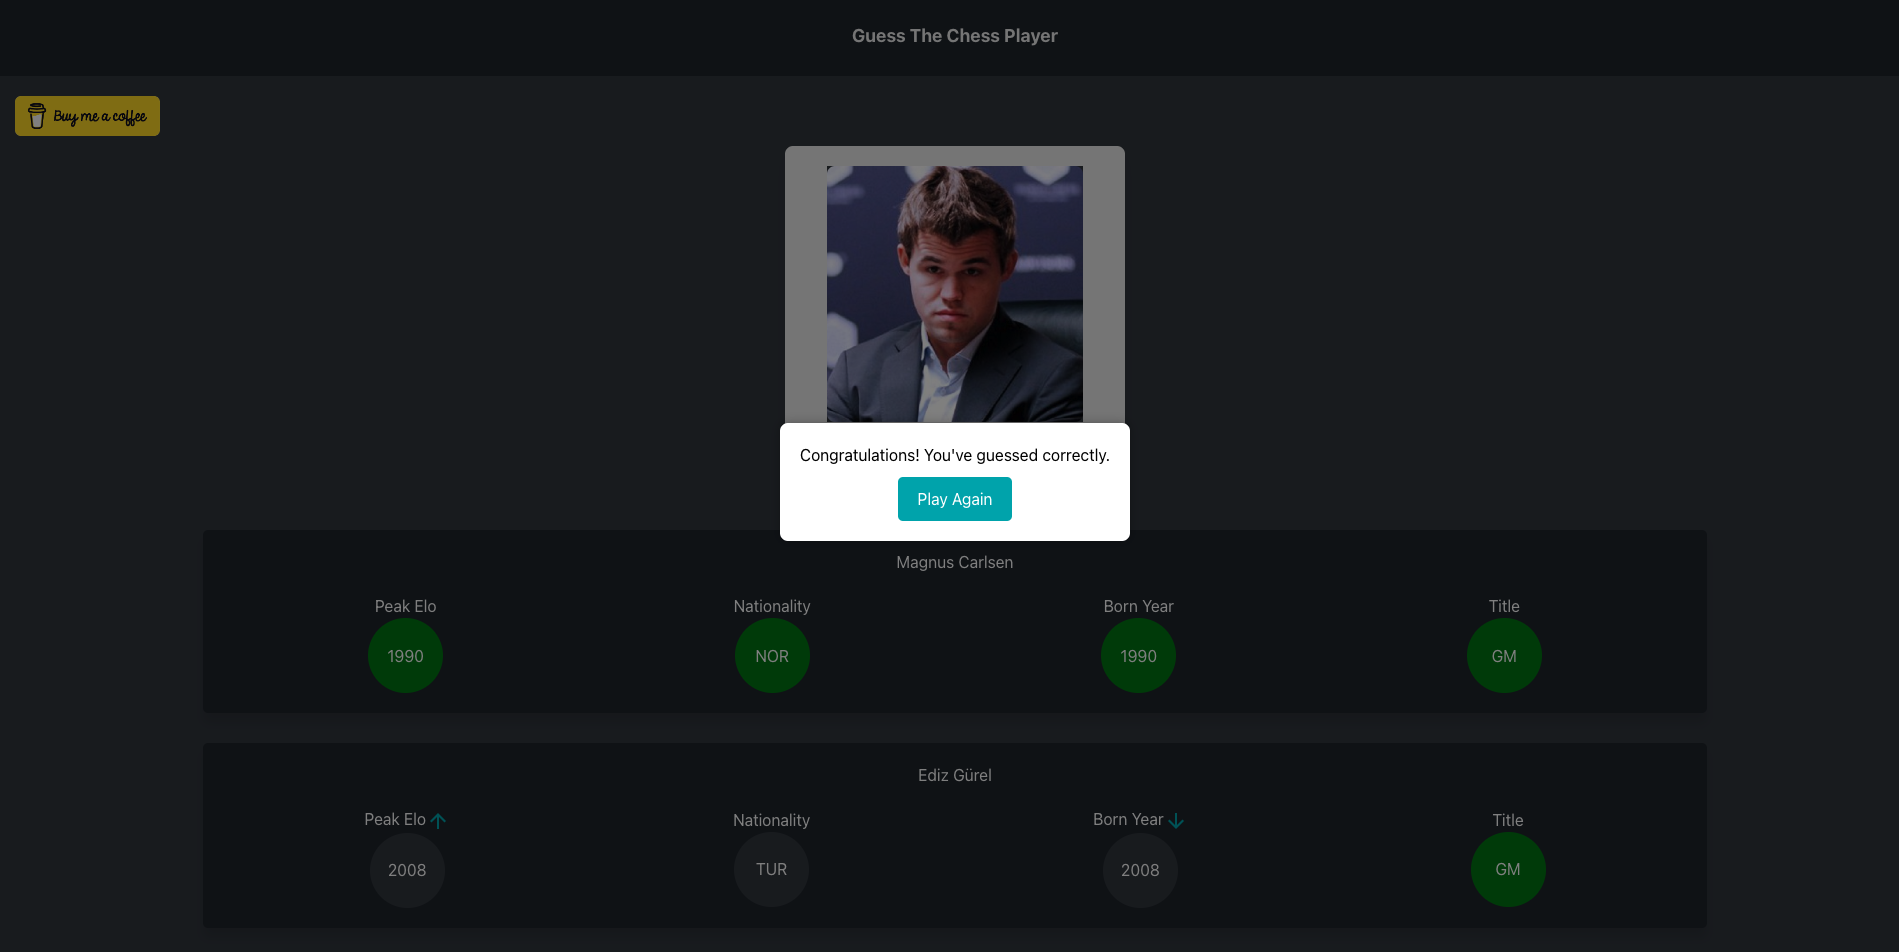 Guess The Chess Player
Buy me a coffee
Congratulations! You've guessed correctly.
Play Again
Magnus Carlsen
Peak Elo Nationality Born Year Title
1990 NOR 1990 GM
Ediz Gürel
Peak Elo Nationality Born Year Title
2008 TUR 2008 GM